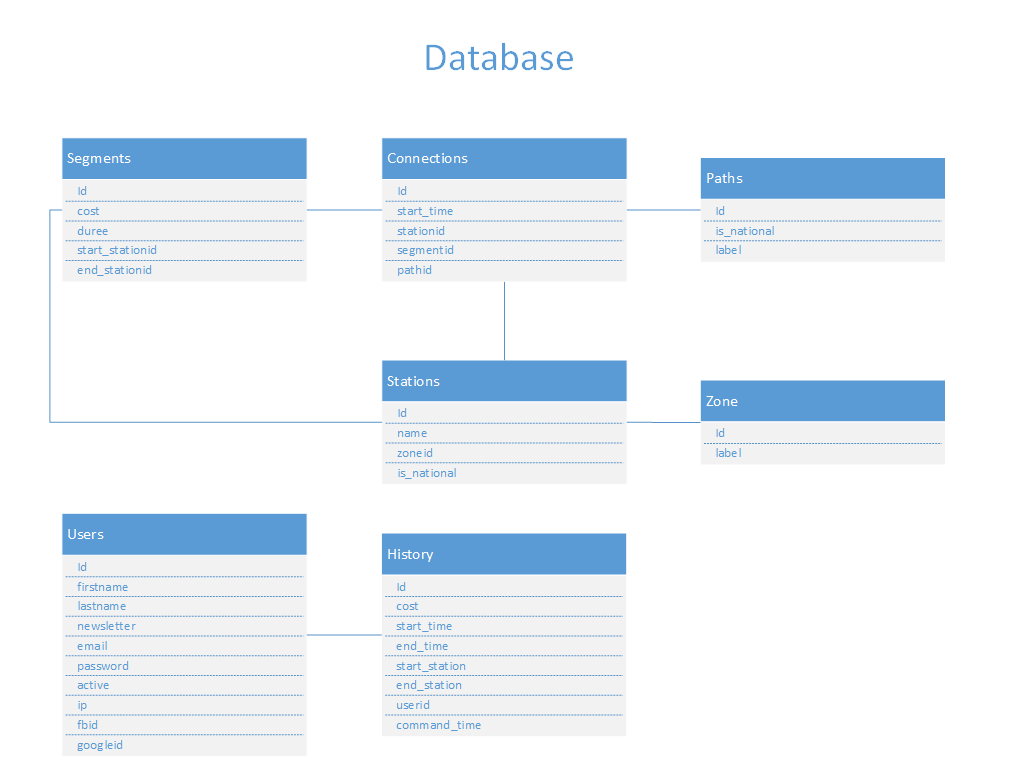 Database
Segments
Id
cost
duree
start_stationid
end_stationid
Connections
Id
start_time
stationid
segmentid
pathid
Paths
Id
is_national
label
Stations
Id
name
zoneid
is_national
Zone
Id
label
Users
Id
firstname
lastname
newsletter
email
password
active
ip
fbid
googleid
History
Id
cost
start_time
end_time
start_station
end_station
userid
command_time